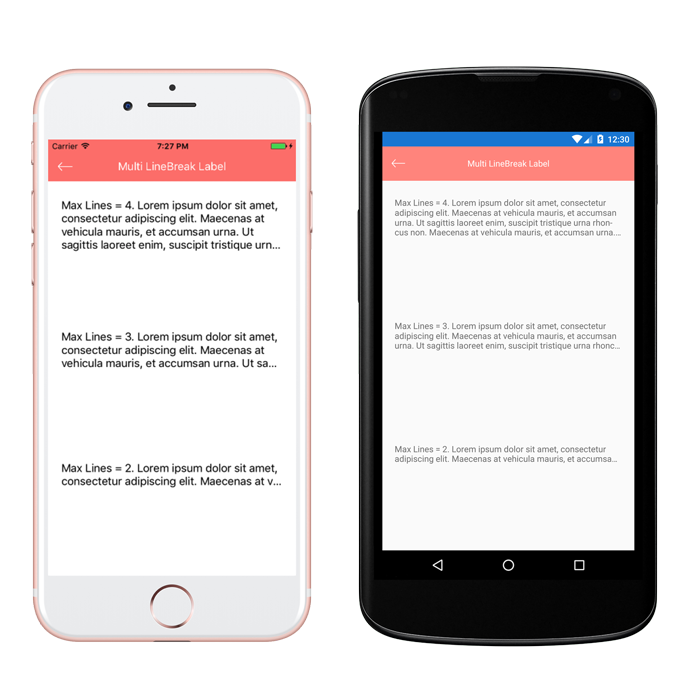 Carrier 7:27 PM
Multi LineBreak Label
Max Lines = 4. Lorem ipsum dolor sit amet,
consectetur adipiscing elit. Maecenas at
vehicula mauris, et accumsan urna. Ut
sagittis laoreet enim, suscipit tristique urn...
Max Lines = 3. Lorem ipsum dolor sit amet,
consectetur adipiscing elit. Maecenas at
vehicula mauris, et accumsan urna. Ut sa...
Max Lines = 2. Lorem ipsum dolor sit amet,
consectetur adipiscing elit. Maecenas at v...
12:30
Multi LineBreak Label
Max Lines = 4. Lorem ipsum dolor sit amet, consectetur
adipiscing elit. Maecenas at vehicula mauris, et accumsan
urna. Ut sagittis laoreet enim, suscipit tristique urna rhon-
cus non. Maecenas at vehicula mauris, et accumsan urna....
Max Lines = 3. Lorem ipsum dolor sit amet, consectetur
adipiscing elit. Maecenas at vehicula mauris, et accumsan
urna. Ut sagittis laoreet enim, suscipit tristique urna rhonc...
Max Lines = 2. Lorem ipsum dolor sit amet, consectetur
adipiscing elit. Maecenas at vehicula mauris, et accumsa...